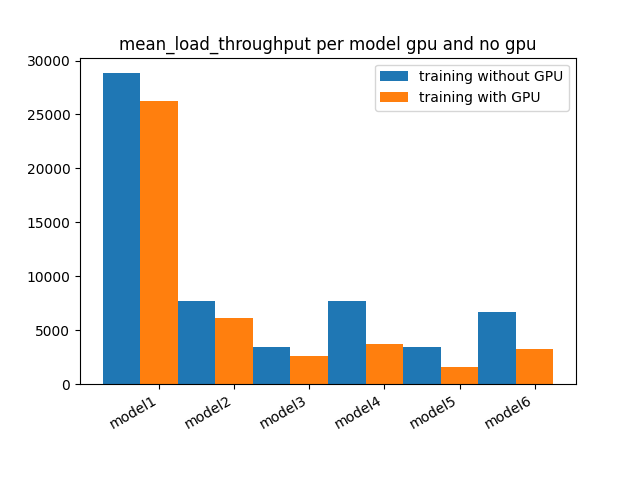 mean_load_throughput per model gpu and no gpu
30000
25000
20000
15000
10000
5000
0
training without GPU
training with GPU
model1
model2
model3
model4
model5
model6